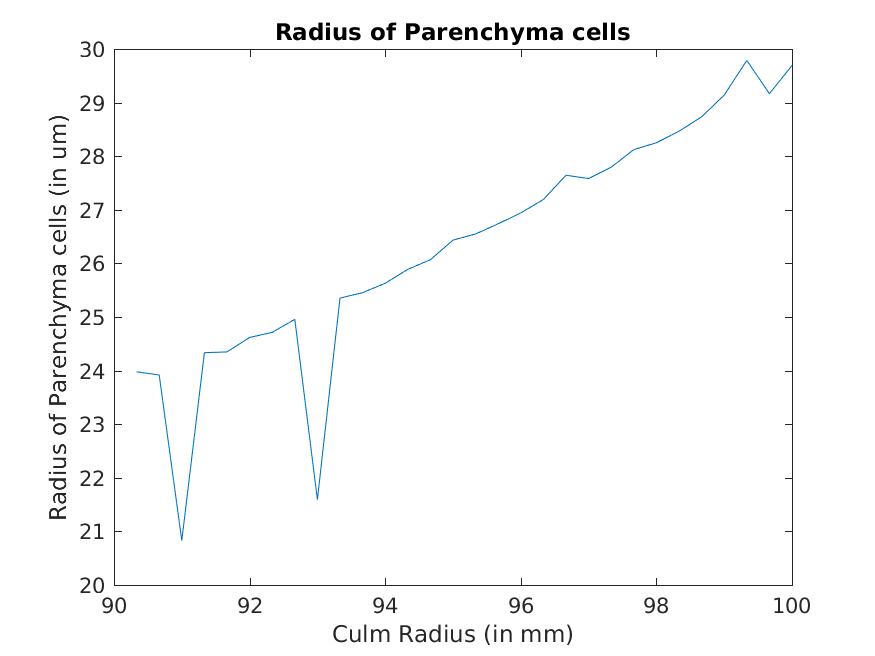 Radius of Parenchyma cells
30
29
28
27
26
25
24
23
22
21
20
Radius of Parenchyma cells (in um)
90 92 94 96 98 100
Culm Radius (in mm)